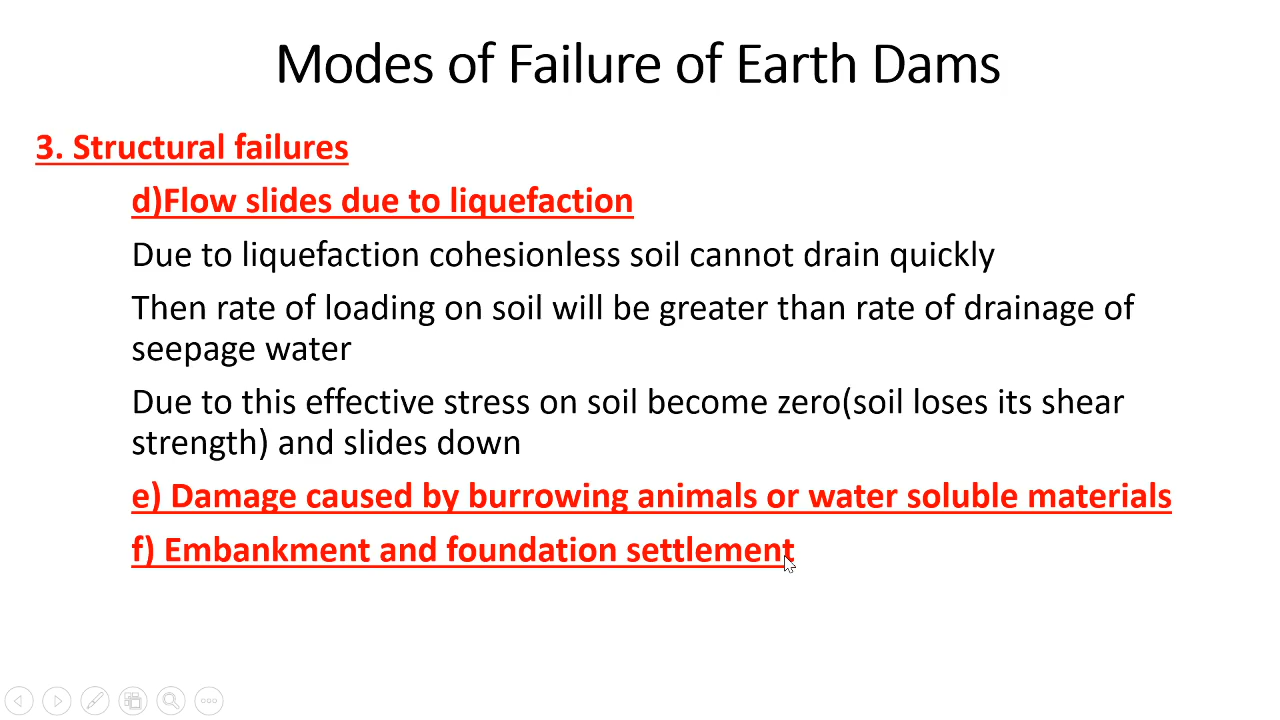 Modes of Failure of Earth Dams
3. Structural failures
d)Flow slides due to liquefaction
Due to liquefaction cohesionless soil cannot drain quickly
Then rate of loading on soil will be greater than rate of drainage of
seepage water
Due to this effective stress on soil become zero(soil loses its shear
strength) and slides down
e) Damage caused by burrowing animals or water soluble materials
f) Embankment and foundation settlement